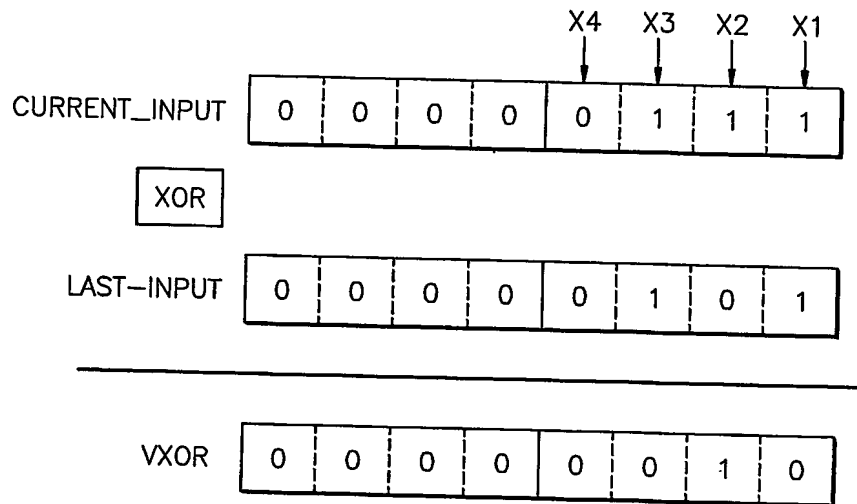 X4 X3 X2 X1
CURRENT_INPUT 0 0 0 0 0 1 1 1
XOR
LAST-INPUT 0 0 0 0 0 1 0 1
VXOR 0 0 0 0 0 0 1 0